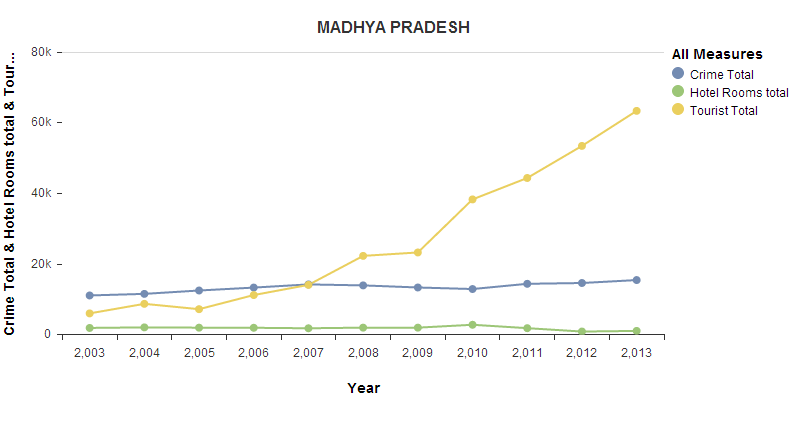 MADHYA PRADESH
All Measures
Crime Total
Hotel Rooms total
Tourist Total
Crime Total & Hotel Rooms total & Tour...
80k
60k
40k
20k
0
2,003 2,004 2,005 2,006 2,007 2,008 2,009 2,010 2,011 2,012 2,013
Year